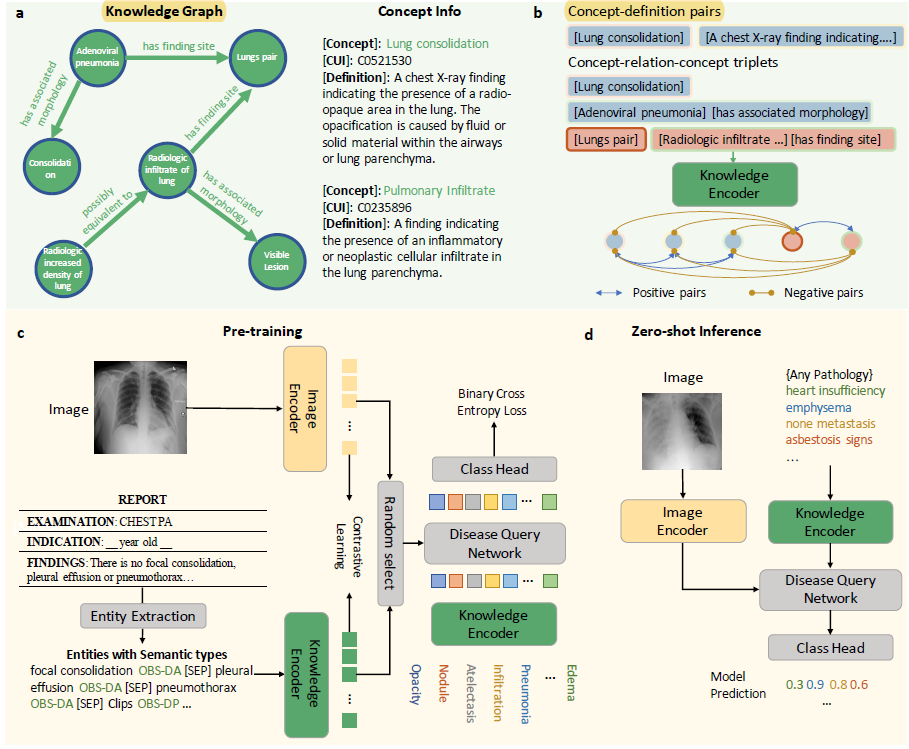 a
Knowledge Graph
Adenoviral
pneumonia
has finding site
Lungs pair
has associated
morphology
has finding site
Consolidati
on
Radiologic
infiltrate of
lung
possibly
equivalent to
has associated
morphology
Radiologic
increased
density of
lung
Visible
Lesion
Concept Info
[Concept]: Lung consolidation
[CUI]: C0521530
[Definition]: A chest X-ray finding
indicating the presence of a radio-
opaque area in the lung. The
opacification is caused by fluid or
solid material within the airways
or lung parenchyma.
[Concept]: Pulmonary Infiltrate
[CUI]: C0235896
[Definition]: A finding indicating
the presence of an inflammatory
or neoplastic cellular infiltrate in
the lung parenchyma.
b
Concept-definition pairs
[Lung consolidation] [A chest X-ray finding indicating....]
Concept-relation-concept triplets
[Lung consolidation]
[Adenoviral pneumonia] [has associated morphology]
[Lungs pair] [Radiologic infiltrate ...] [has finding site]
Knowledge
Encoder
Positive pairs Negative pairs
c
Pre-training
Image
Image
Encoder
...
Contrastive
Learning
Random select
Binary Cross
Entropy Loss
Class Head
...
Disease Query
Network
...
Knowledge
Encoder
Opacity
Nodule
Atelectasis
Infiltration
Pneumonia
...
Edema
REPORT
EXAMINATION: CHEST PA
INDICATION: __ year old __
FINDINGS: There is no focal consolidation,
pleural effusion or pneumothorax…
Entity Extraction
Entities with Semantic types
focal consolidation OBS-DA [SEP] pleural
effusion OBS-DA [SEP] pneumothorax
OBS-DA [SEP] Clips OBS-DP ...
Knowledge
Encoder
...
d
Zero-shot Inference
Image
{Any Pathology}
heart insufficiency
emphysema
none metastasis
asbestosis signs
...
Image
Encoder
Knowledge
Encoder
Disease Query
Network
Class Head
Model
Prediction
0.3 0.9 0.8 0.6
...